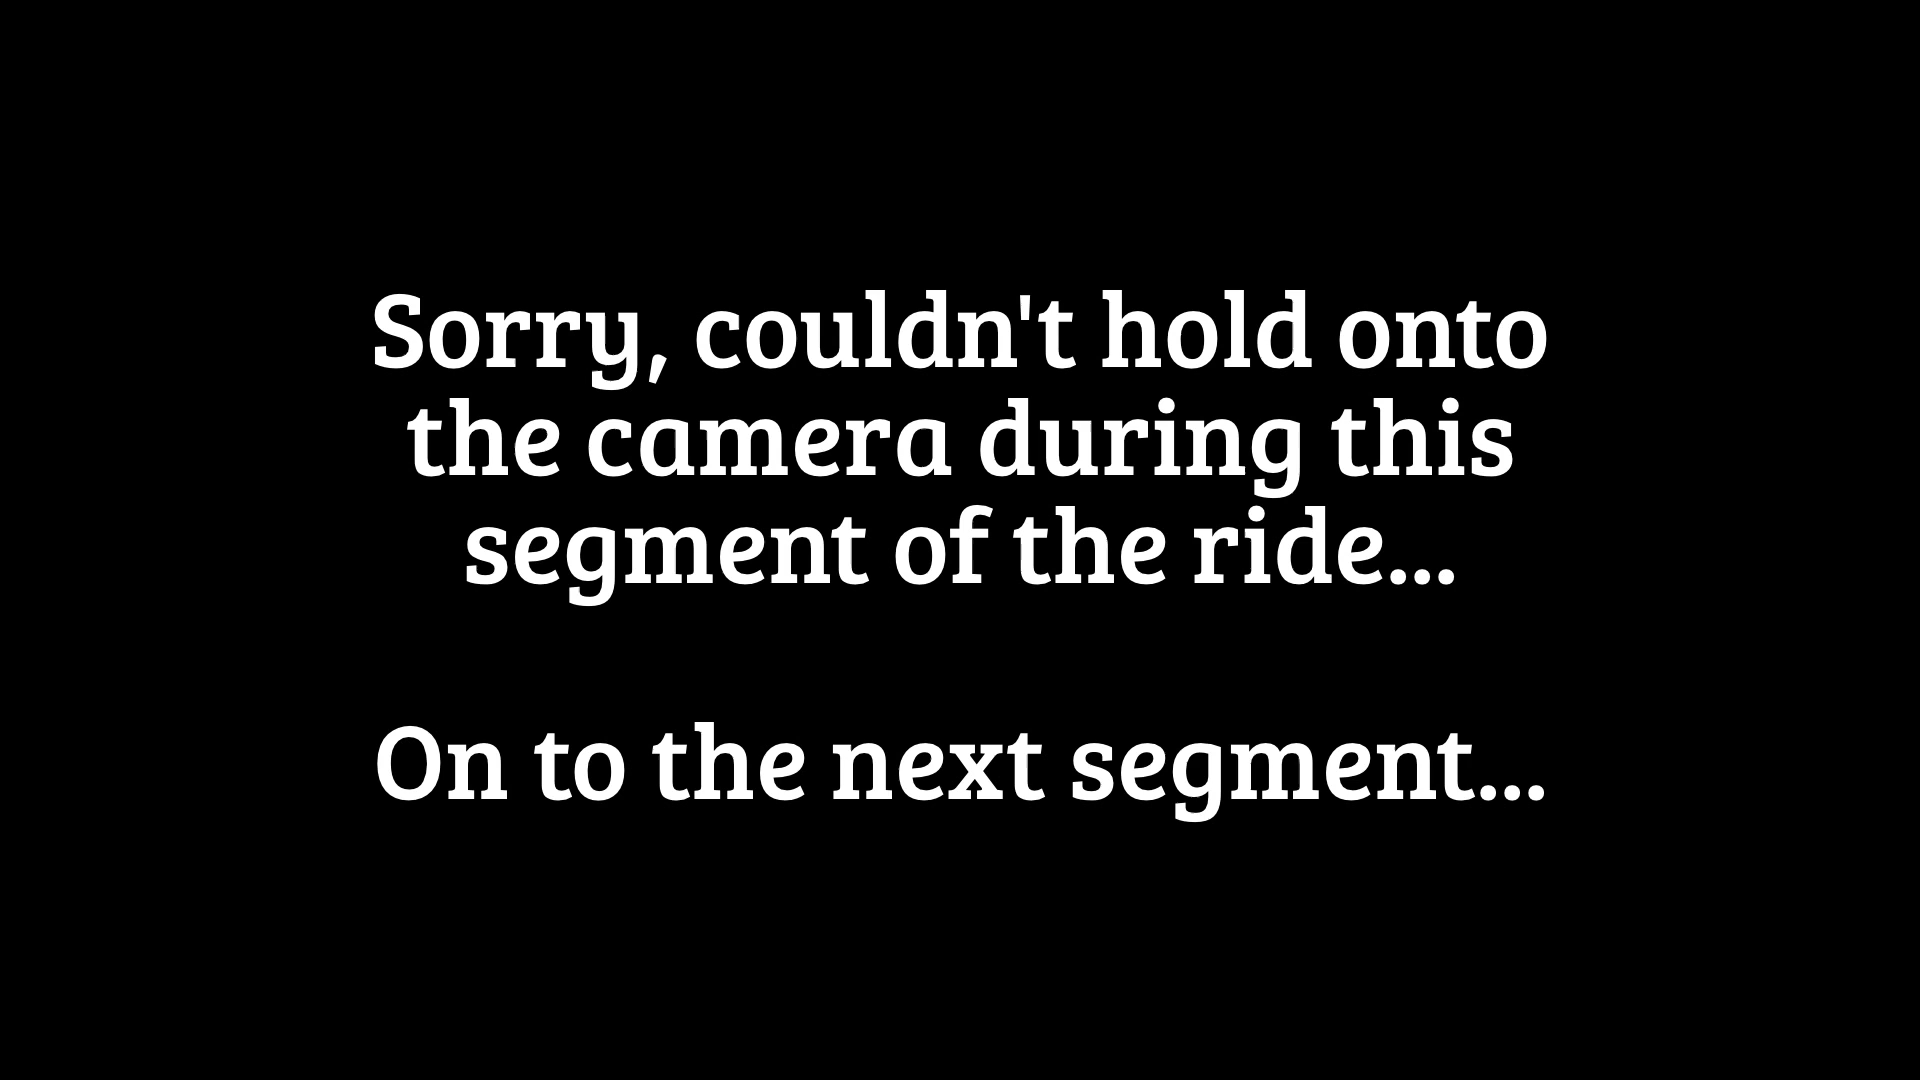 Sorry, couldn't hold onto
the camera during this
segment of the ride...
On to the next segment...